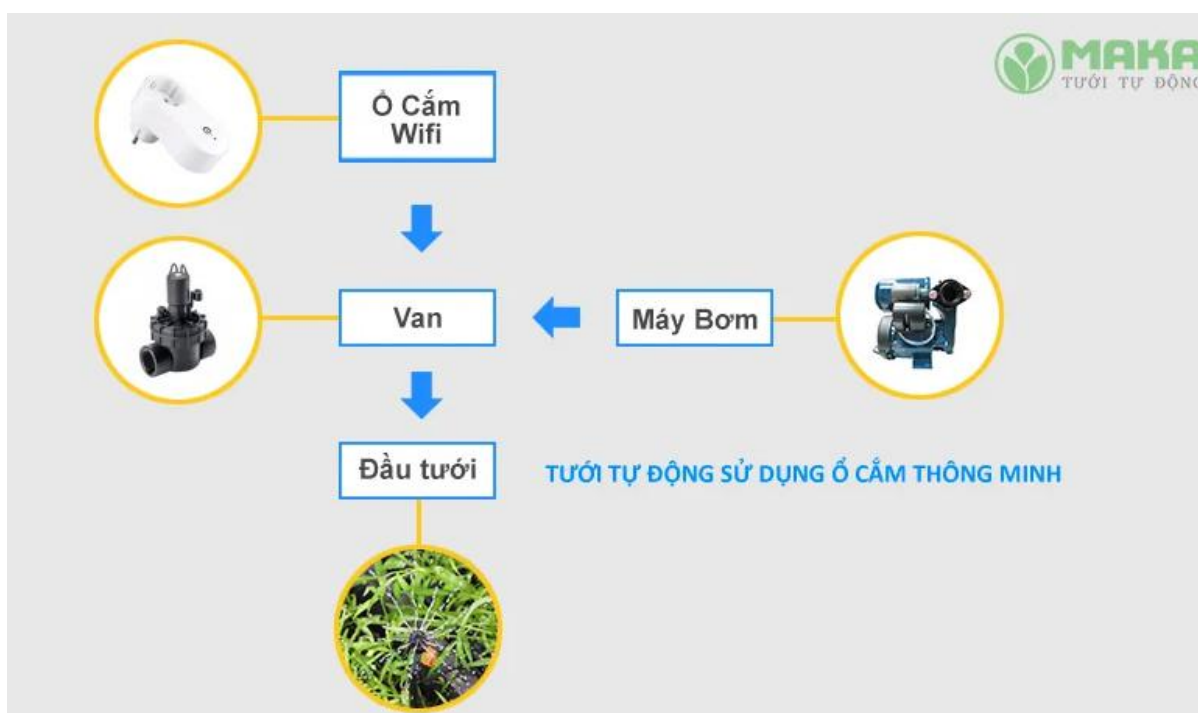 MAKA
TƯỚI TỰ ĐỘNG
Ổ Cắm
Wifi
Van
Máy Bơm
Đầu tưới
TƯỚI TỰ ĐỘNG SỬ DỤNG Ổ CẮM THÔNG MINH